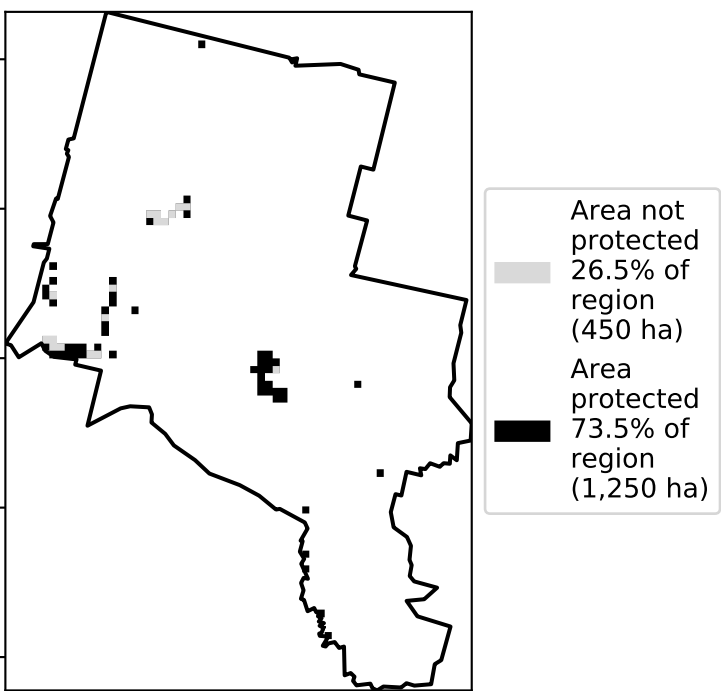 Area not
protected
26.5% of
region
(450 ha)
Area
protected
73.5% of
region
(1,250 ha)